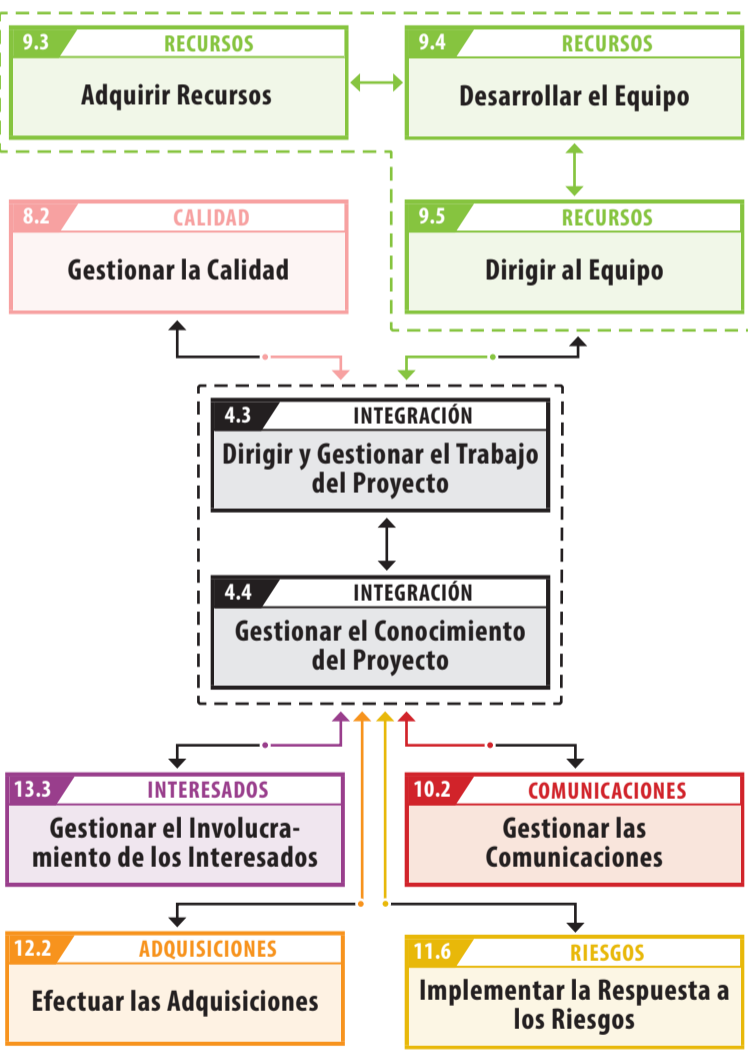 9.3 RECURSOS
Adquirir Recursos
9.4 RECURSOS
Desarrollar el Equipo
8.2 CALIDAD
Gestionar la Calidad
9.5 RECURSOS
Dirigir al Equipo
4.3 INTEGRACIÓN
Dirigir y Gestionar el Trabajo
del Proyecto
4.4 INTEGRACIÓN
Gestionar el Conocimiento
del Proyecto
13.3 INTERESADOS
Gestionar el Involucra-
miento de los Interesados
10.2 COMUNICACIONES
Gestionar las
Comunicaciones
12.2 ADQUISICIONES
Efectuar las Adquisiciones
11.6 RIESGOS
Implementar la Respuesta a
los Riesgos